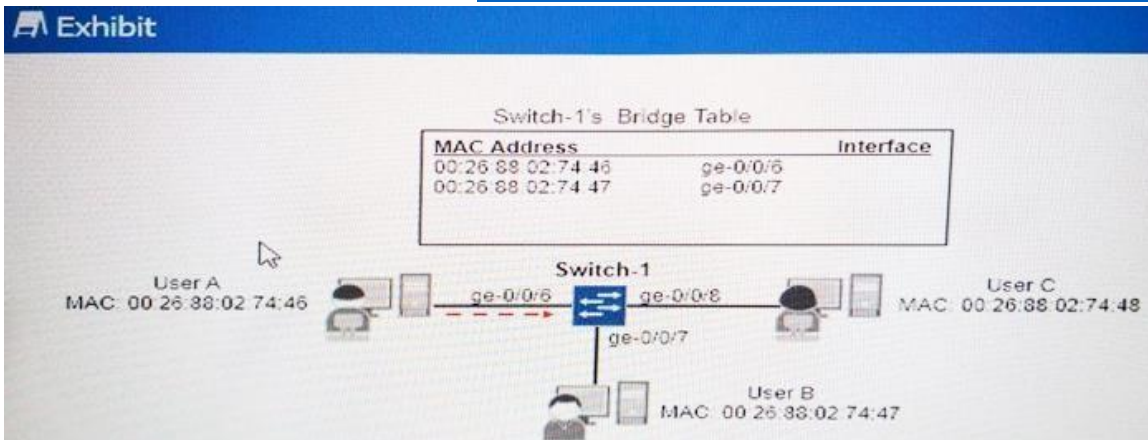 Exhibit
Switch-1's Bridge Table
MAC Address Interface
00:26:88:02:74:46 ge-0/0/6
00:26:88:02:74:47 ge-0/0/7
Switch-1
User A
MAC: 00:26:88:02:74:46
ge-0/0/6
ge-0/0/8
User C
MAC: 00:26:88:02:74:48
ge-0/0/7
User B
MAC: 00:26:88:02:74:47